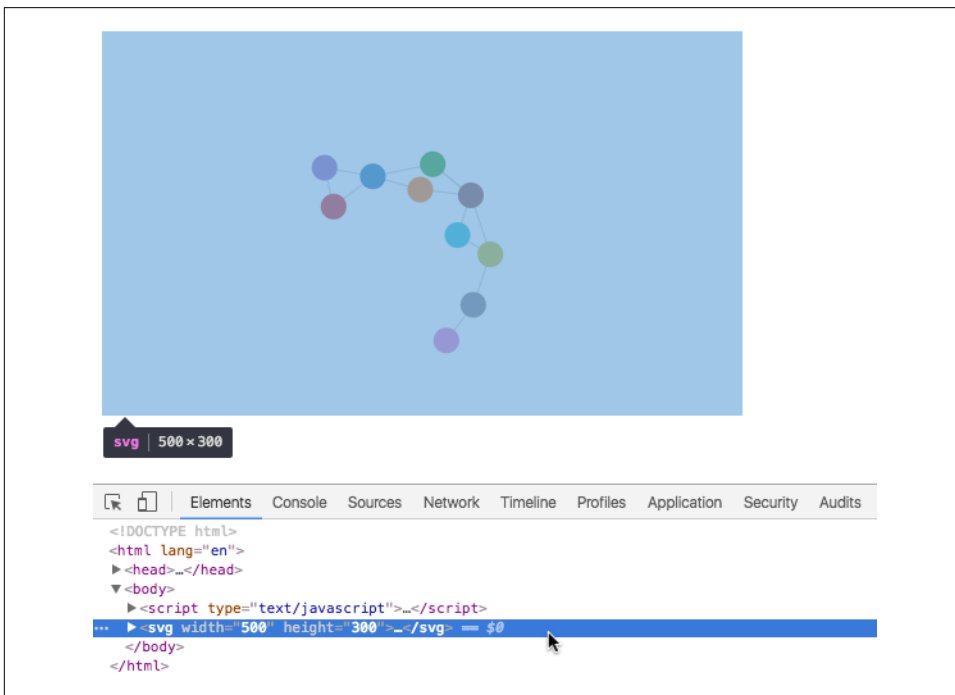 svg 500 × 300
Elements Console Sources Network Timeline Profiles Application Security Audits
<!DOCTYPE html>
<html lang="en">
▶<head>…</head>
▼<body>
▶<script type="text/javascript">…</script>
… ▶<svg width="500" height="300">…</svg> == $0
</body>
</html>